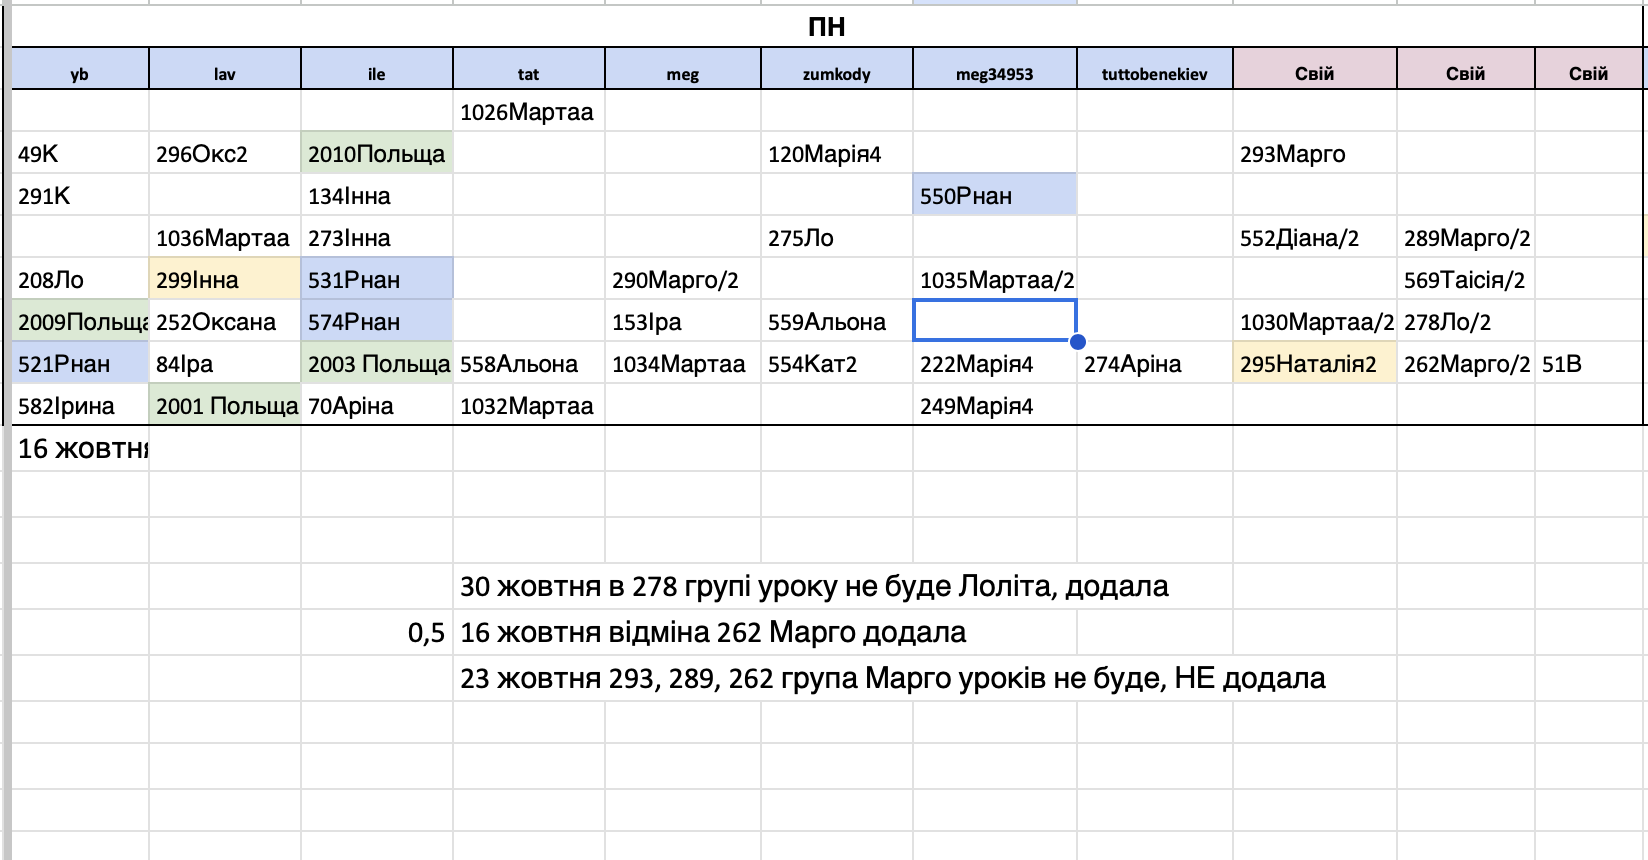 ПН
yb lav ile tat meg zumkody meg34953 tuttobenekiev Свій Свій Свій
1026Мартаа
49К 296Окс2 2010Польща 120Марія4 293Марго
291К 134Інна 550Рнан
1036Мартаа 273Інна 275Ло 552Діана/2 289Марго/2
208Ло 299Інна 531Рнан 290Марго/2 1035Мартаа/2 569Таісія/2
2009Польща 252Оксана 574Рнан 153Іра 559Альона 1030Мартаа/2 278Ло/2
521Рнан 84Іра 2003 Польща 558Альона 1034Мартаа 554Кат2 222Марія4 274Аріна 295Наталія2 262Марго/2 51В
582Ірина 2001 Польща 70Аріна 1032Мартаа 249Марія4
16 жовтня
30 жовтня в 278 групі уроку не буде Лоліта, додала
0,5 16 жовтня відміна 262 Марго додала
23 жовтня 293, 289, 262 група Марго уроків не буде, НЕ додала